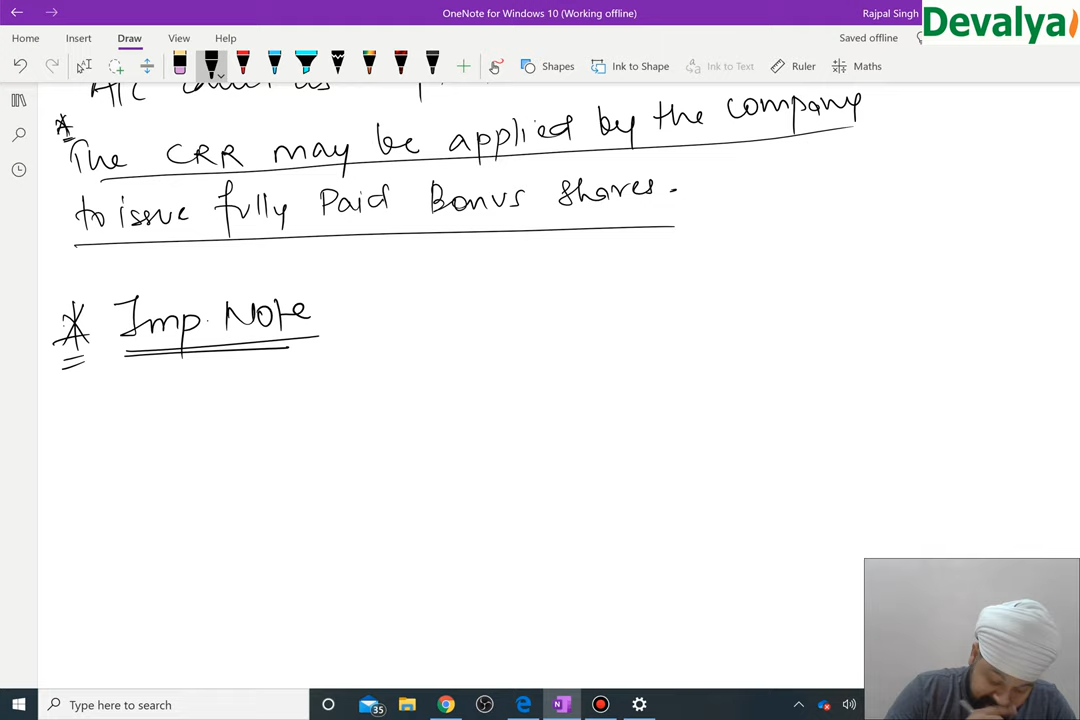 OneNote for Windows 10 (Working offline)
Rajpal Singh
Devalya
Home Insert Draw View Help
Saved offline
Shapes Ink to Shape Ink to Text Ruler Maths
A/C
* The CRR may be applied by the company
to issue fully Paid Bonus Shares.
* Imp. Note
Type here to search
35